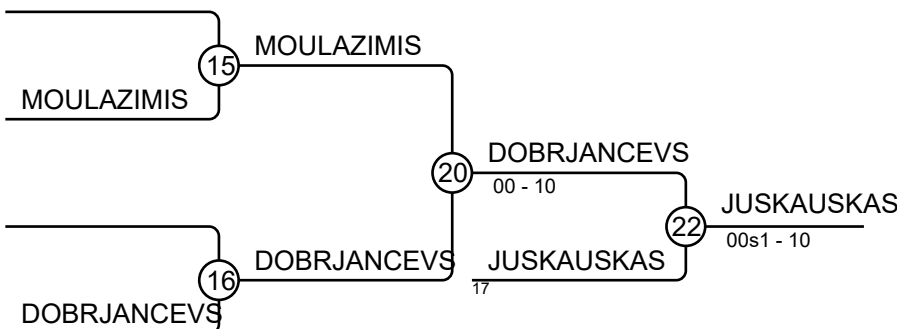 MOULAZIMIS
15
MOULAZIMIS
DOBRJANCEVS
20
00 - 10
JUSKAUSKAS
22
00s1 - 10
DOBRJANCEVS
JUSKAUSKAS
16
17
DOBRJANCEVS